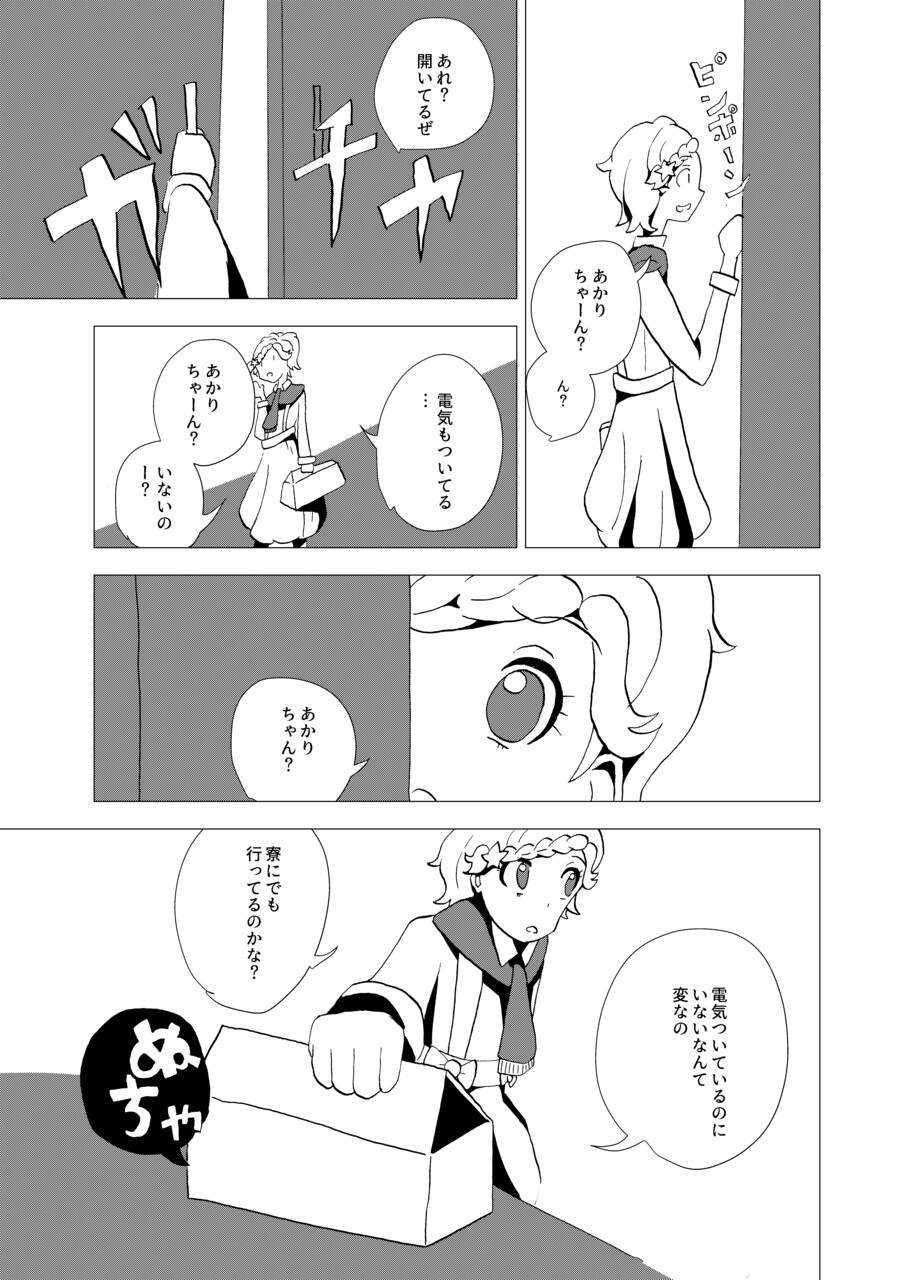 ピンポーン
あかり
ちゃーん？
ん？
あれ？
開いてるぜ
ガチャ
電気もついてる
…
あかり
ちゃーん？
いないの
ー？
あかり
ちゃん？
電気ついているのに
いないなんて
変なの
寮にでも
行ってるのかな？
ぬちゃ